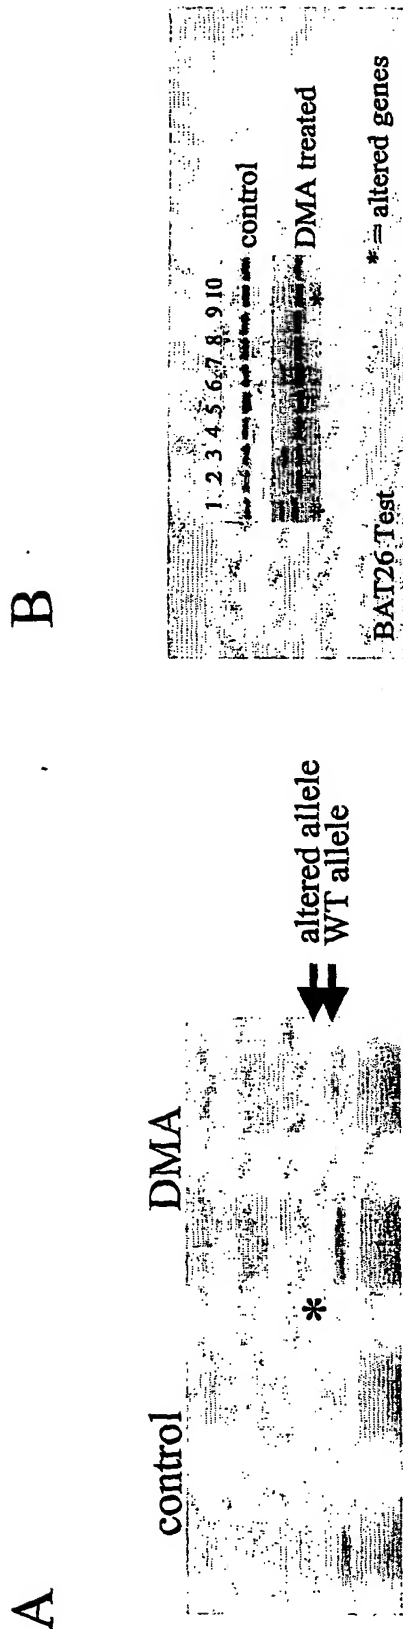 A
control DMA
*
altered allele
WT allele
B
1 2 3 4 5 6 7 8 9 10
control
DMA treated
*
BAT26 Test
* = altered genes